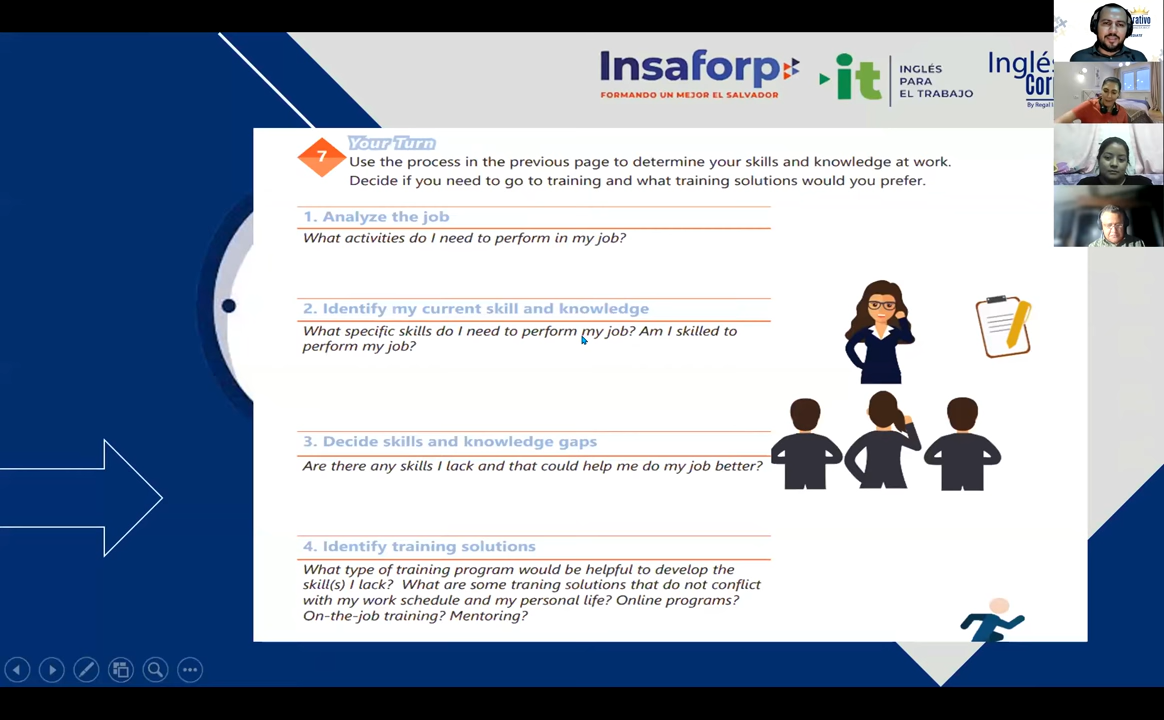 Insaforp
FORMANDO UN MEJOR EL SALVADOR
it
INGLÉS
PARA
EL TRABAJO
Inglés
Cor
By Regal
rativo
7
Your Turn
Use the process in the previous page to determine your skills and knowledge at work.
Decide if you need to go to training and what training solutions would you prefer.
1. Analyze the job
What activities do I need to perform in my job?
2. Identify my current skill and knowledge
What specific skills do I need to perform my job? Am I skilled to
perform my job?
3. Decide skills and knowledge gaps
Are there any skills I lack and that could help me do my job better?
4. Identify training solutions
What type of training program would be helpful to develop the
skill(s) I lack? What are some traning solutions that do not conflict
with my work schedule and my personal life? Online programs?
On-the-job training? Mentoring?